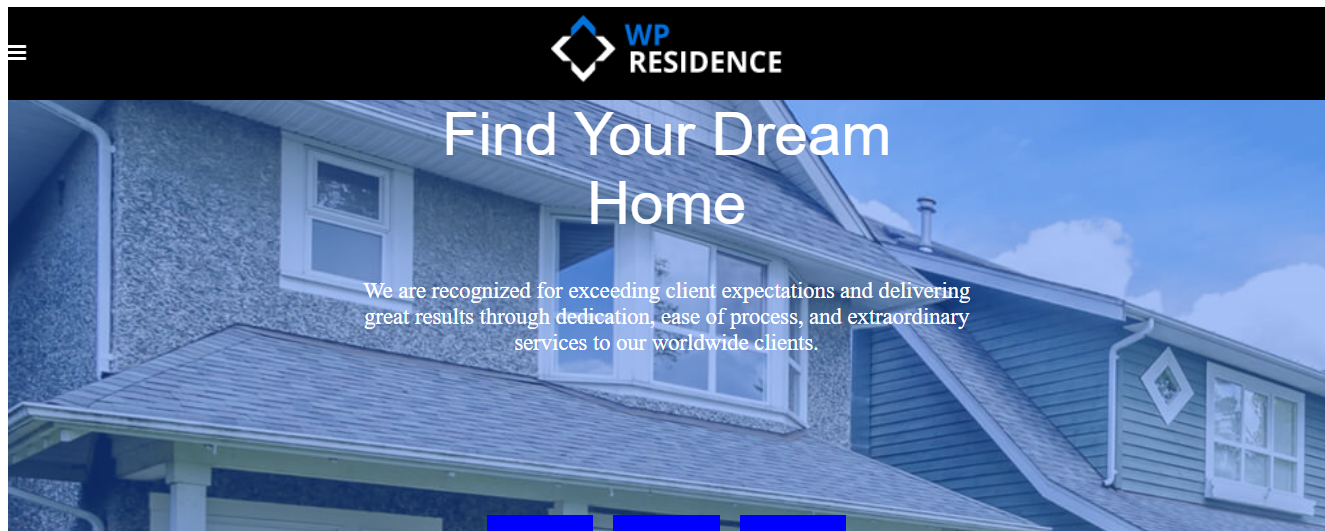 WP
RESIDENCE
Find Your Dream
Home
We are recognized for exceeding client expectations and delivering
great results through dedication, ease of process, and extraordinary
services to our worldwide clients.